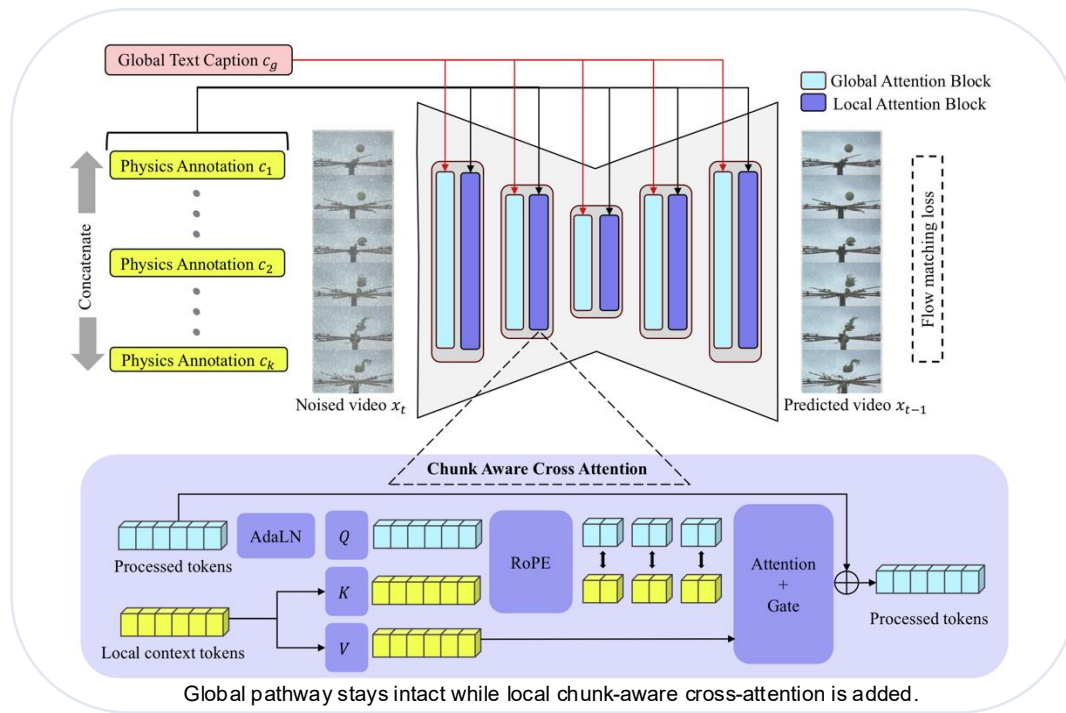 Global Text Caption c_g
Global Attention Block
Local Attention Block
Physics Annotation c_1
Physics Annotation c_2
Physics Annotation c_k
Concatenate
Noised video x_t
Predicted video x_{t-1}
Flow matching loss
Chunk Aware Cross Attention
Processed tokens
AdaLN
Q
K
V
RoPE
Attention
+
Gate
Processed tokens
Local context tokens
Global pathway stays intact while local chunk-aware cross-attention is added.